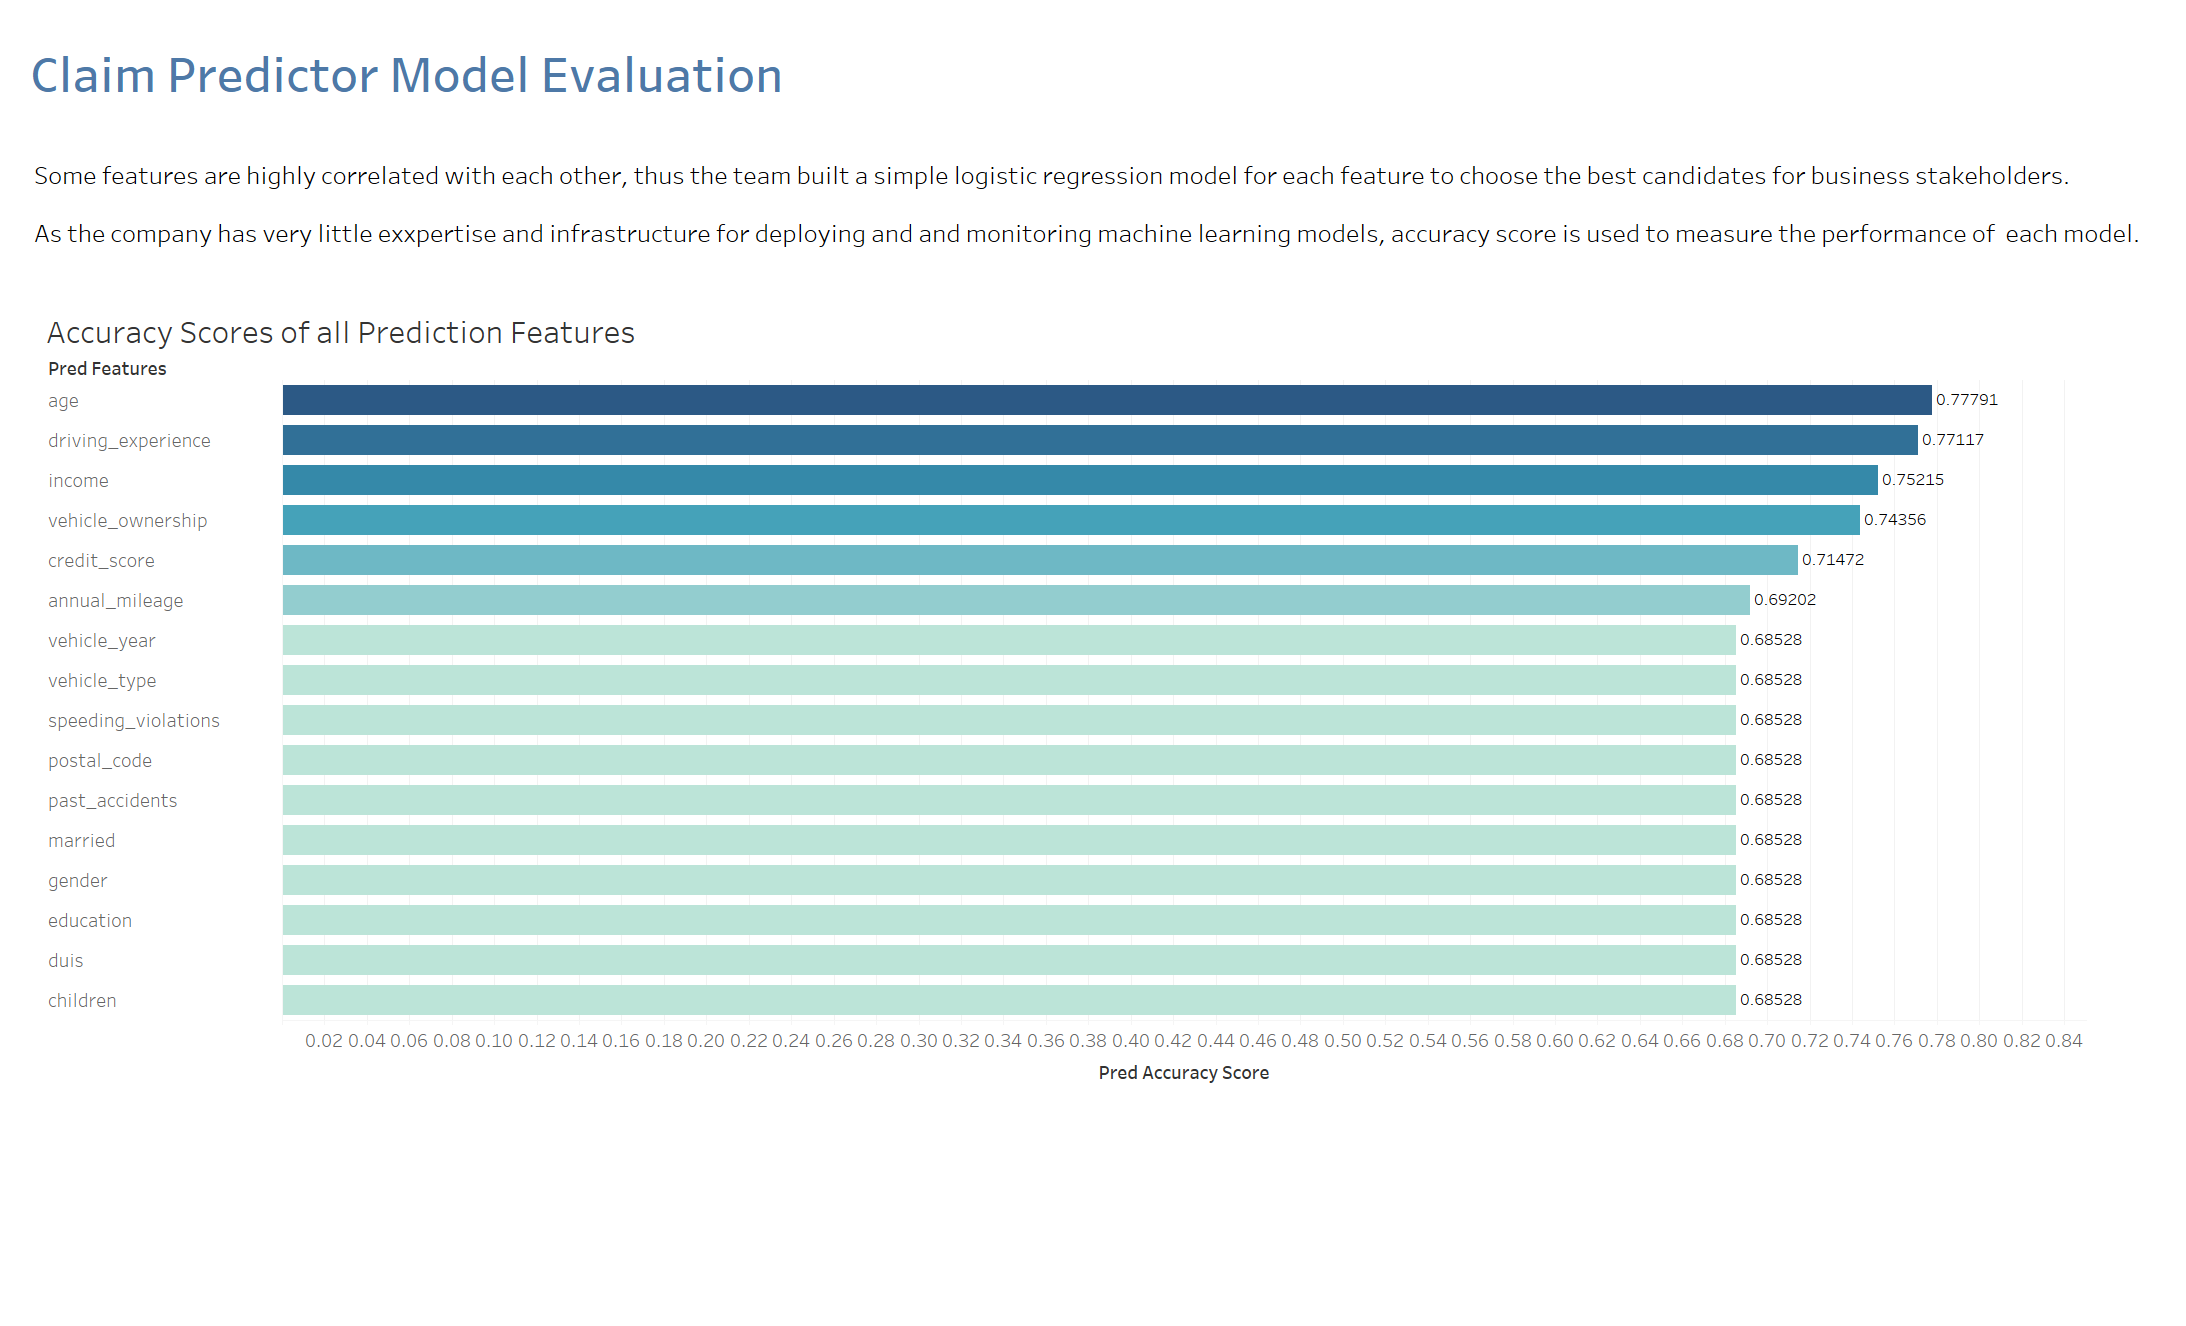 Claim Predictor Model Evaluation
Some features are highly correlated with each other, thus the team built a simple logistic regression model for each feature to choose the best candidates for business stakeholders.
As the company has very little exxpertise and infrastructure for deploying and and monitoring machine learning models, accuracy score is used to measure the performance of  each model.
Accuracy Scores of all Prediction Features
Pred Features
age 0.77791
driving_experience 0.77117
income 0.75215
vehicle_ownership 0.74356
credit_score 0.71472
annual_mileage 0.69202
vehicle_year 0.68528
vehicle_type 0.68528
speeding_violations 0.68528
postal_code 0.68528
past_accidents 0.68528
married 0.68528
gender 0.68528
education 0.68528
duis 0.68528
children 0.68528
0.02 0.04 0.06 0.08 0.10 0.12 0.14 0.16 0.18 0.20 0.22 0.24 0.26 0.28 0.30 0.32 0.34 0.36 0.38 0.40 0.42 0.44 0.46 0.48 0.50 0.52 0.54 0.56 0.58 0.60 0.62 0.64 0.66 0.68 0.70 0.72 0.74 0.76 0.78 0.80 0.82 0.84
Pred Accuracy Score